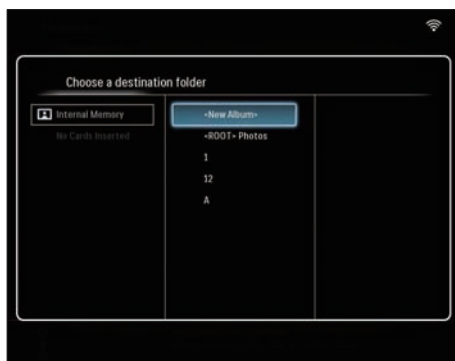 Choose a destination folder
Internal Memory
No Cards Inserted
<New Album>
<ROOT> Photos
1
12
A